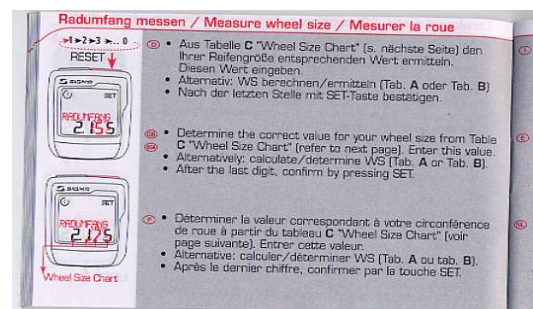 Radumfang messen / Measure wheel size / Mesurer la roue
1▸2▸3 ▸... 0
RESET
SIGMA
SET
RADUMFANG
2155
SIGMA
SET
RADUMFANG
2175
Wheel Size Chart
D • Aus Tabelle C "Wheel Size Chart" (s. nächste Seite) den
Ihrer Reifengröße entsprechenden Wert ermitteln.
Diesen Wert eingeben.
• Alternativ: WS berechnen/ermitteln (Tab. A oder Tab. B)
• Nach der letzten Stelle mit SET-Taste bestätigen.
GB • Determine the correct value for your wheel size from Table
C "Wheel Size Chart" (refer to next page). Enter this value.
• Alternatively: calculate/determine WS (Tab. A or Tab. B).
• After the last digit, confirm by pressing SET.
F • Déterminer la valeur correspondant à votre circonférence
de roue à partir du tableau C "Wheel Size Chart" (voir
page suivante). Entrer cette valeur.
• Alternative: calculer/déterminer WS (Tab. A ou tab. B).
• Après le dernier chiffre, confirmer par la touche SET.
I
E
NL